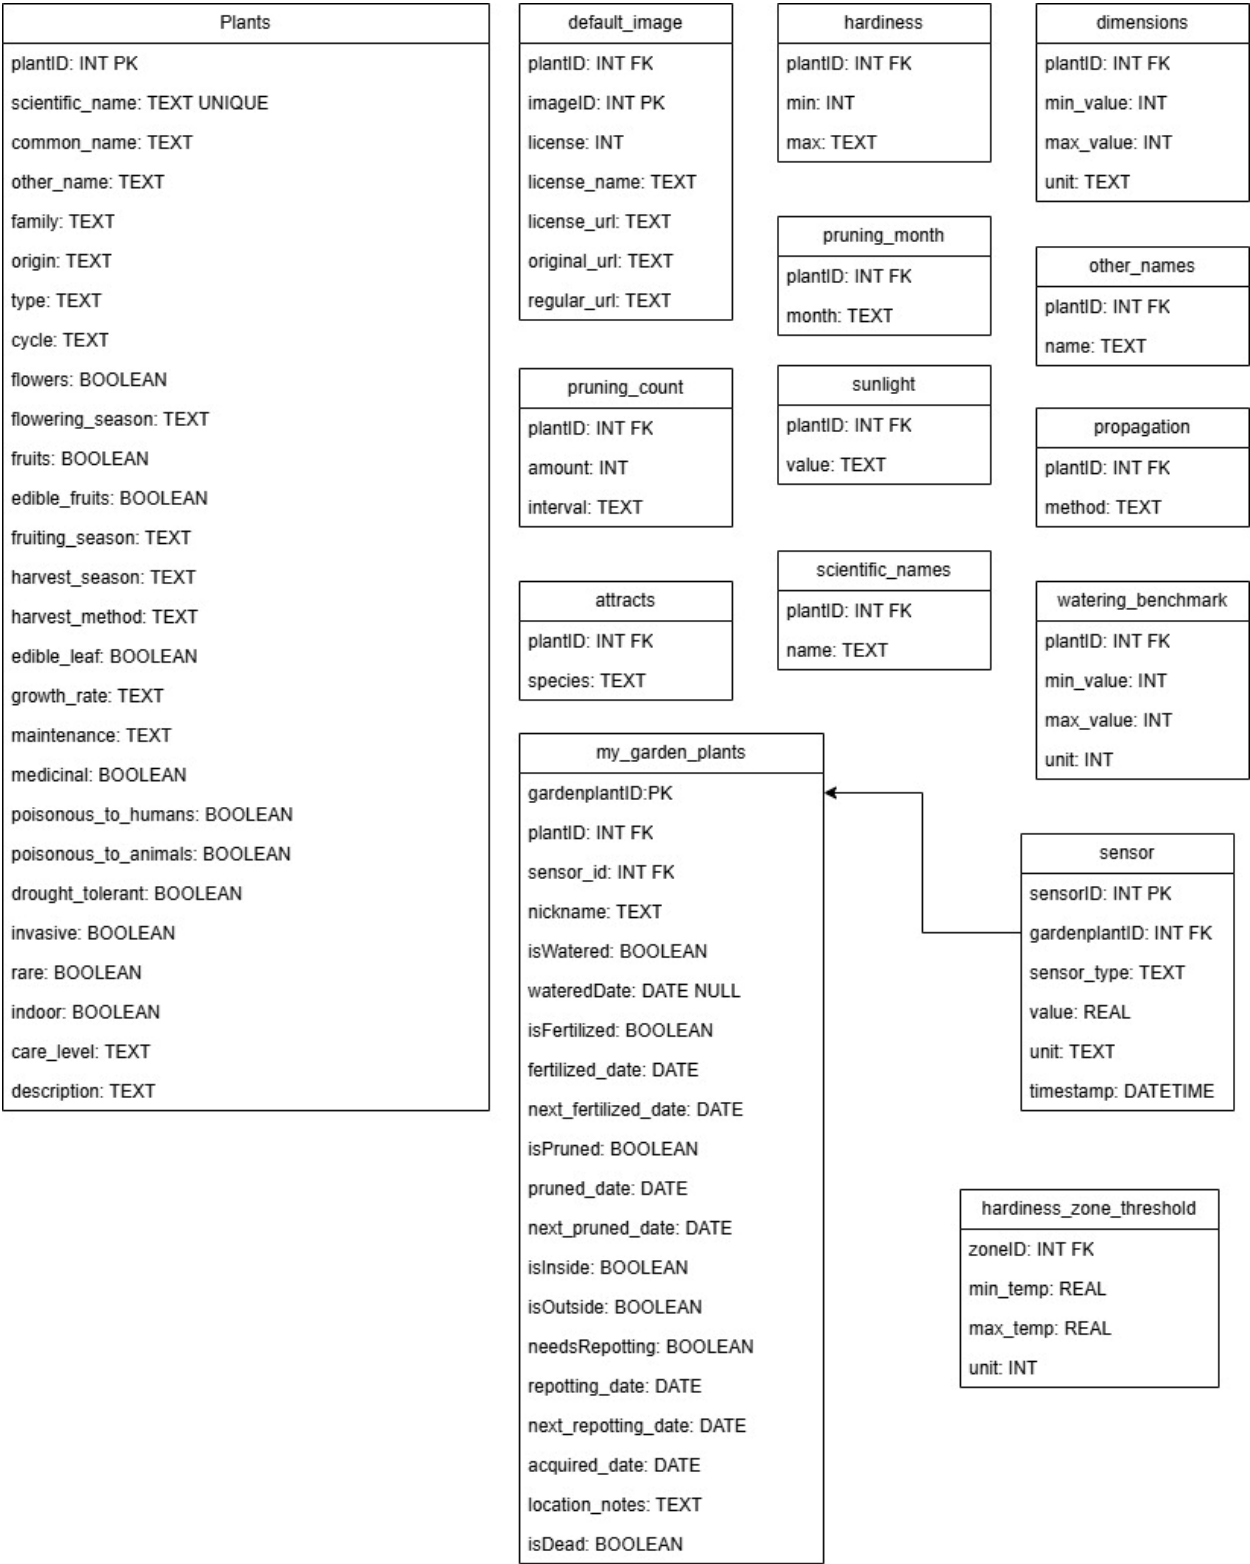 Plants
plantID: INT PK
scientific_name: TEXT UNIQUE
common_name: TEXT
other_name: TEXT
family: TEXT
origin: TEXT
type: TEXT
cycle: TEXT
flowers: BOOLEAN
flowering_season: TEXT
fruits: BOOLEAN
edible_fruits: BOOLEAN
fruiting_season: TEXT
harvest_season: TEXT
harvest_method: TEXT
edible_leaf: BOOLEAN
growth_rate: TEXT
maintenance: TEXT
medicinal: BOOLEAN
poisonous_to_humans: BOOLEAN
poisonous_to_animals: BOOLEAN
drought_tolerant: BOOLEAN
invasive: BOOLEAN
rare: BOOLEAN
indoor: BOOLEAN
care_level: TEXT
description: TEXT
default_image
plantID: INT FK
imageID: INT PK
license: INT
license_name: TEXT
license_url: TEXT
original_url: TEXT
regular_url: TEXT
pruning_count
plantID: INT FK
amount: INT
interval: TEXT
attracts
plantID: INT FK
species: TEXT
my_garden_plants
gardenplantID:PK
plantID: INT FK
sensor_id: INT FK
nickname: TEXT
isWatered: BOOLEAN
wateredDate: DATE NULL
isFertilized: BOOLEAN
fertilized_date: DATE
next_fertilized_date: DATE
isPruned: BOOLEAN
pruned_date: DATE
next_pruned_date: DATE
isInside: BOOLEAN
isOutside: BOOLEAN
needsRepotting: BOOLEAN
repotting_date: DATE
next_repotting_date: DATE
acquired_date: DATE
location_notes: TEXT
isDead: BOOLEAN
hardiness
plantID: INT FK
min: INT
max: TEXT
pruning_month
plantID: INT FK
month: TEXT
sunlight
plantID: INT FK
value: TEXT
scientific_names
plantID: INT FK
name: TEXT
dimensions
plantID: INT FK
min_value: INT
max_value: INT
unit: TEXT
other_names
plantID: INT FK
name: TEXT
propagation
plantID: INT FK
method: TEXT
watering_benchmark
plantID: INT FK
min_value: INT
max_value: INT
unit: INT
sensor
sensorID: INT PK
gardenplantID: INT FK
sensor_type: TEXT
value: REAL
unit: TEXT
timestamp: DATETIME
hardiness_zone_threshold
zoneID: INT FK
min_temp: REAL
max_temp: REAL
unit: INT